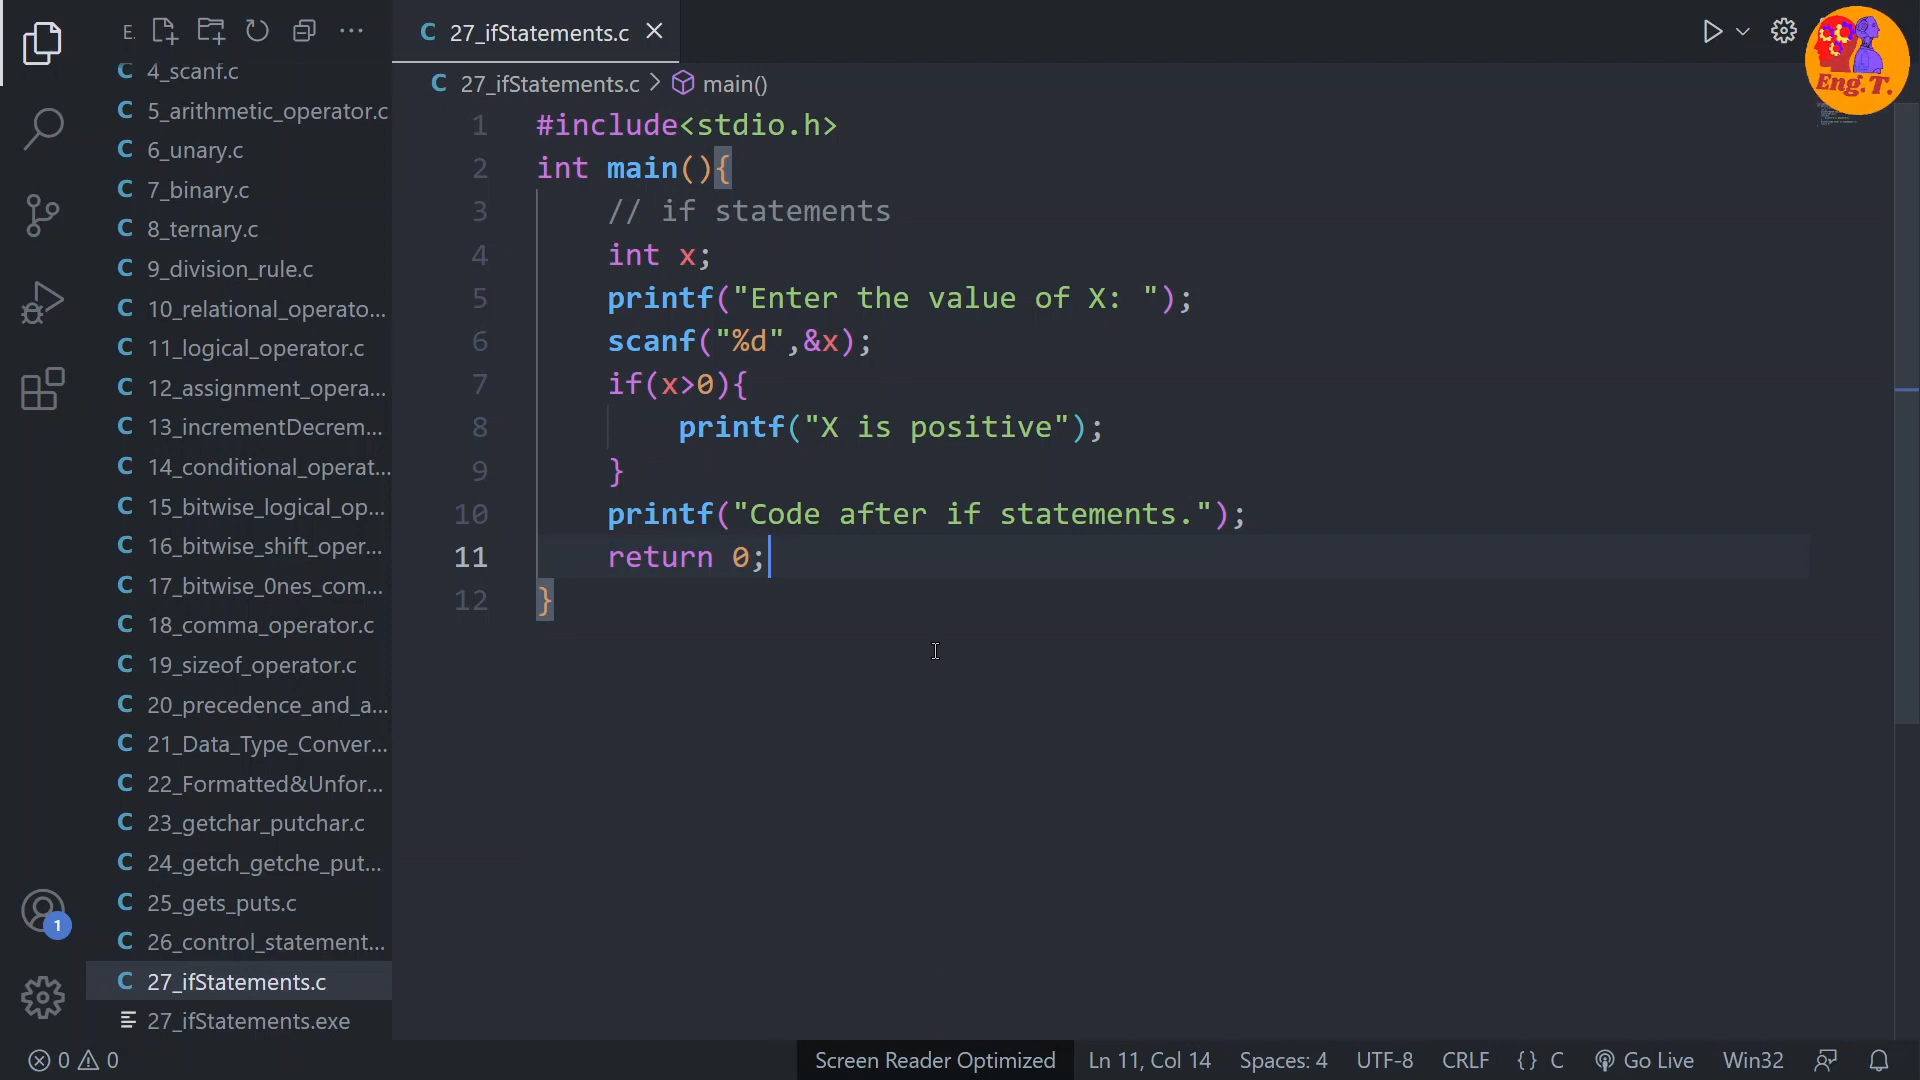 E.
4_scanf.c
5_arithmetic_operator.c
6_unary.c
7_binary.c
8_ternary.c
9_division_rule.c
10_relational_operato...
11_logical_operator.c
12_assignment_opera...
13_incrementDecrem...
14_conditional_operat...
15_bitwise_logical_op...
16_bitwise_shift_oper...
17_bitwise_0nes_com...
18_comma_operator.c
19_sizeof_operator.c
20_precedence_and_a...
21_Data_Type_Conver...
22_Formatted&Unfor...
23_getchar_putchar.c
24_getch_getche_put...
25_gets_puts.c
26_control_statement...
27_ifStatements.c
27_ifStatements.exe
1
C 27_ifStatements.c
C 27_ifStatements.c > main()
Eng.T.
1 #include<stdio.h>
2 int main(){
3 // if statements
4 int x;
5 printf("Enter the value of X: ");
6 scanf("%d",&x);
7 if(x>0){
8 printf("X is positive");
9 }
10 printf("Code after if statements.");
11 return 0;
12 }
0 0 Screen Reader Optimized Ln 11, Col 14 Spaces: 4 UTF-8 CRLF {} C Go Live Win32